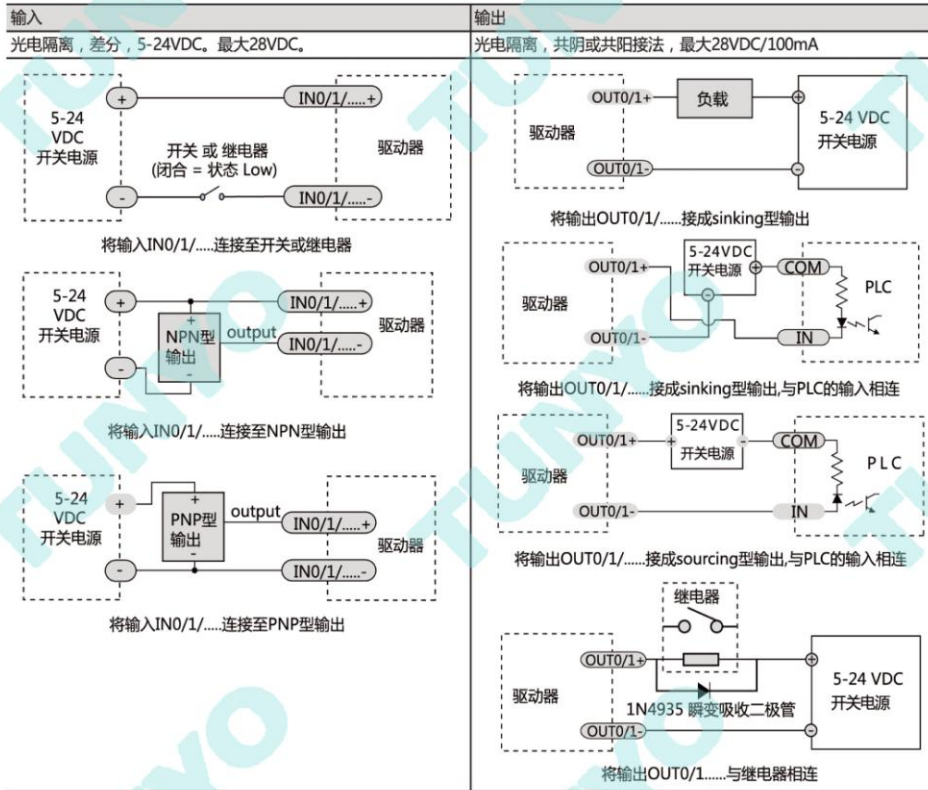 输入
光电隔离，差分，5-24VDC。最大28VDC。
5-24
VDC
开关电源
+
-
开关 或 继电器
(闭合 = 状态 Low)
IN0/1/.....+
IN0/1/.....-
驱动器
将输入IN0/1/.....连接至开关或继电器
5-24
VDC
开关电源
+
-
+
NPN型
输出
-
output
IN0/1/.....+
IN0/1/.....-
驱动器
将输入IN0/1/.....连接至NPN型输出
5-24
VDC
开关电源
+
-
+
PNP型
输出
-
output
IN0/1/.....+
IN0/1/.....-
驱动器
将输入IN0/1/.....连接至PNP型输出
输出
光电隔离，共阴或共阳接法，最大28VDC/100mA
驱动器
OUT0/1+
OUT0/1-
负载
+
-
5-24 VDC
开关电源
将输出OUT0/1/......接成sinking型输出
驱动器
OUT0/1+
OUT0/1-
5-24VDC
开关电源
+
-
COM
IN
PLC
将输出OUT0/1/......接成sinking型输出,与PLC的输入相连
驱动器
OUT0/1+
OUT0/1-
+
5-24VDC
开关电源
-
COM
IN
PLC
将输出OUT0/1/......接成sourcing型输出,与PLC的输入相连
继电器
驱动器
OUT0/1+
OUT0/1-
1N4935 瞬变吸收二极管
+
-
5-24 VDC
开关电源
将输出OUT0/1......与继电器相连
TUNYO